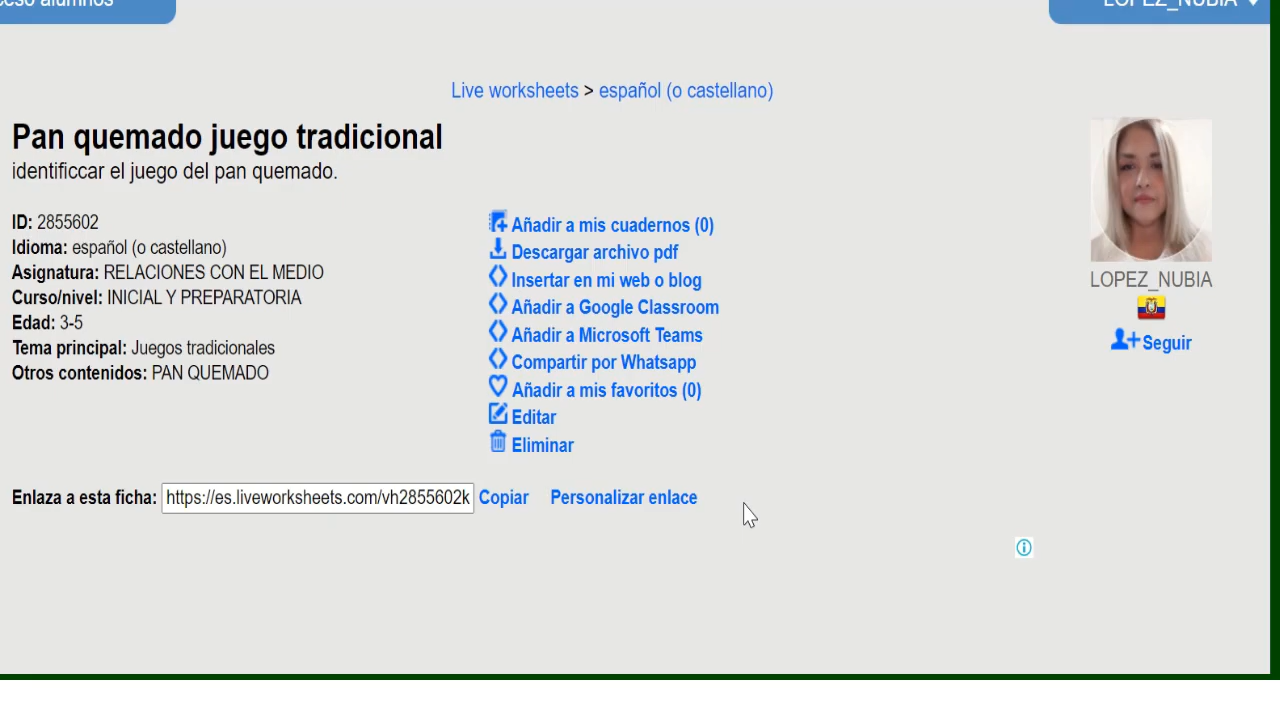 ceso alumnos
LOPEZ_NUBIA
Live worksheets > español (o castellano)
Pan quemado juego tradicional
identificcar el juego del pan quemado.
ID: 2855602
Idioma: español (o castellano)
Asignatura: RELACIONES CON EL MEDIO
Curso/nivel: INICIAL Y PREPARATORIA
Edad: 3-5
Tema principal: Juegos tradicionales
Otros contenidos: PAN QUEMADO
Añadir a mis cuadernos (0)
Descargar archivo pdf
Insertar en mi web o blog
Añadir a Google Classroom
Añadir a Microsoft Teams
Compartir por Whatsapp
Añadir a mis favoritos (0)
Editar
Eliminar
LOPEZ_NUBIA
Seguir
Enlaza a esta ficha: https://es.liveworksheets.com/vh2855602k Copiar Personalizar enlace